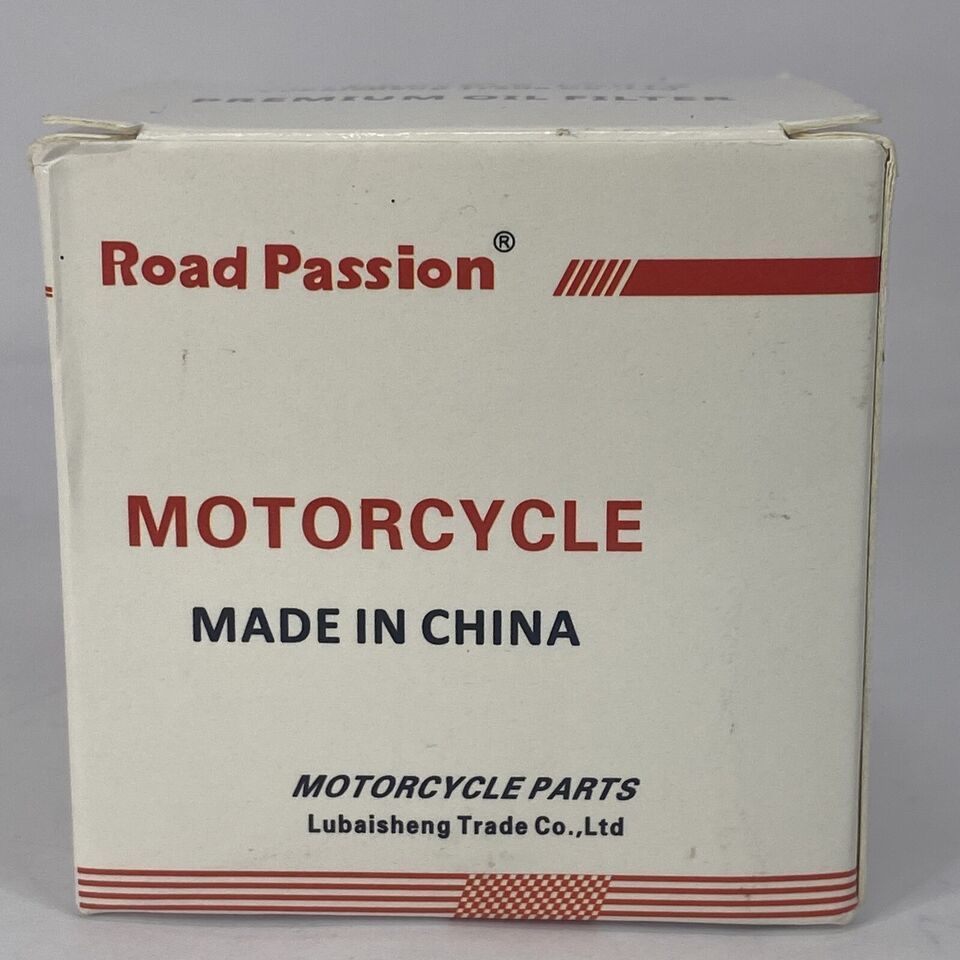 PREMIUM OIL FILTER
Road Passion®
MOTORCYCLE
MADE IN CHINA
MOTORCYCLE PARTS
Lubaisheng Trade Co.,Ltd